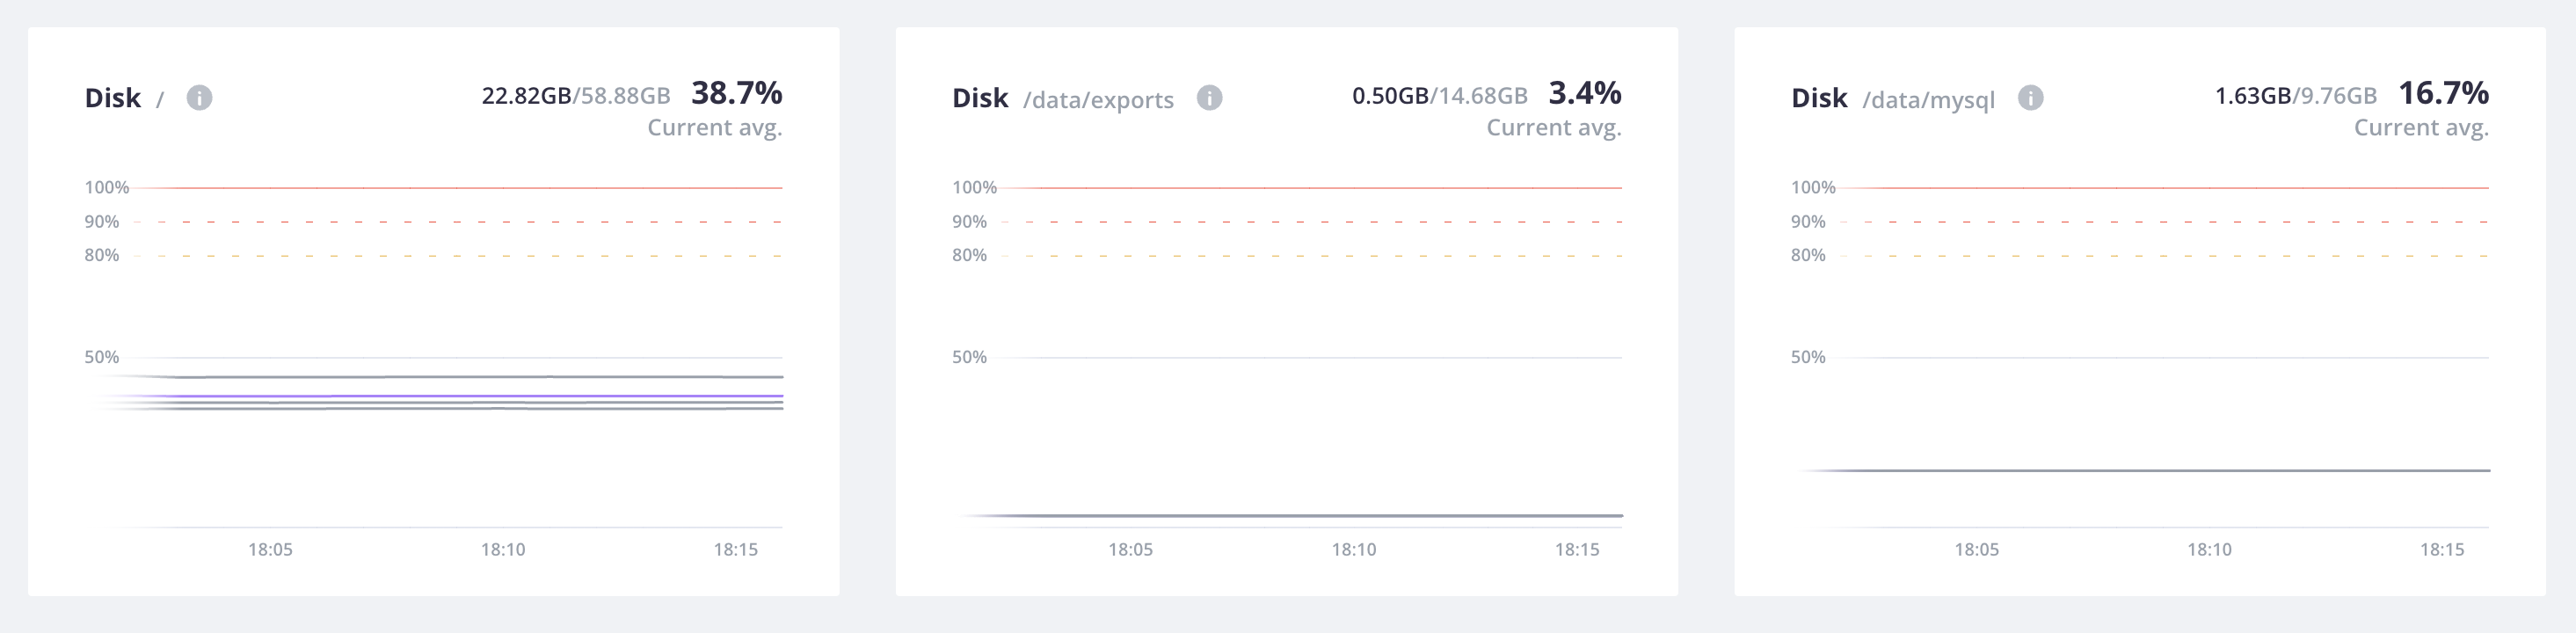 Disk / 22.82GB/58.88GB 38.7%
Current avg.
100%
90%
80%
50%
18:05 18:10 18:15
Disk /data/exports 0.50GB/14.68GB 3.4%
Current avg.
100%
90%
80%
50%
18:05 18:10 18:15
Disk /data/mysql 1.63GB/9.76GB 16.7%
Current avg.
100%
90%
80%
50%
18:05 18:10 18:15